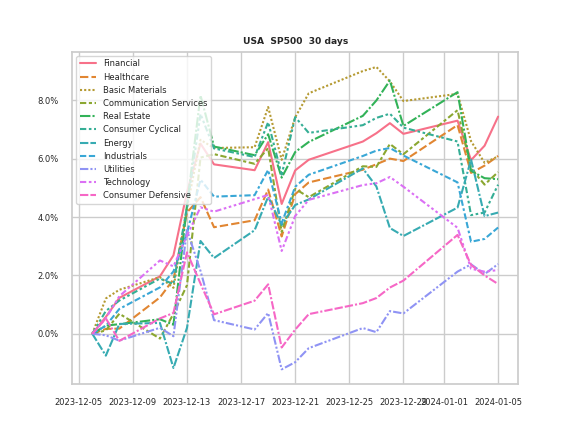 USA SP500 30 days
Financial
Healthcare
Basic Materials
Communication Services
Real Estate
Consumer Cyclical
Energy
Industrials
Utilities
Technology
Consumer Defensive
8.0%
6.0%
4.0%
2.0%
0.0%
2023-12-05 2023-12-09 2023-12-13 2023-12-17 2023-12-21 2023-12-25 2023-12-29 2024-01-01 2024-01-05